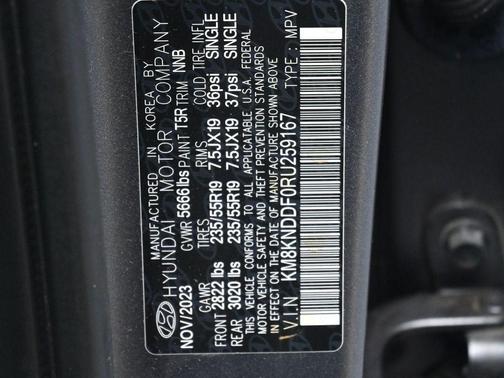 MANUFACTURED IN KOREA BY
HYUNDAI MOTOR COMPANY
NOV/2023 GVWR 5666 lbs PAINT T5R TRIM NNB
GAWR TIRES RIMS COLD TIRE INFL
FRONT 2822 lbs 235/55R19 7.5JX19 36psi SINGLE
REAR 3020 lbs 235/55R19 7.5JX19 37psi SINGLE
THIS VEHICLE CONFORMS TO ALL APPLICABLE U.S. FEDERAL
MOTOR VEHICLE SAFETY AND THEFT PREVENTION STANDARDS
IN EFFECT ON THE DATE OF MANUFACTURE SHOWN ABOVE
V.I.N KM8KNDDF0RU259167 TYPE : MPV